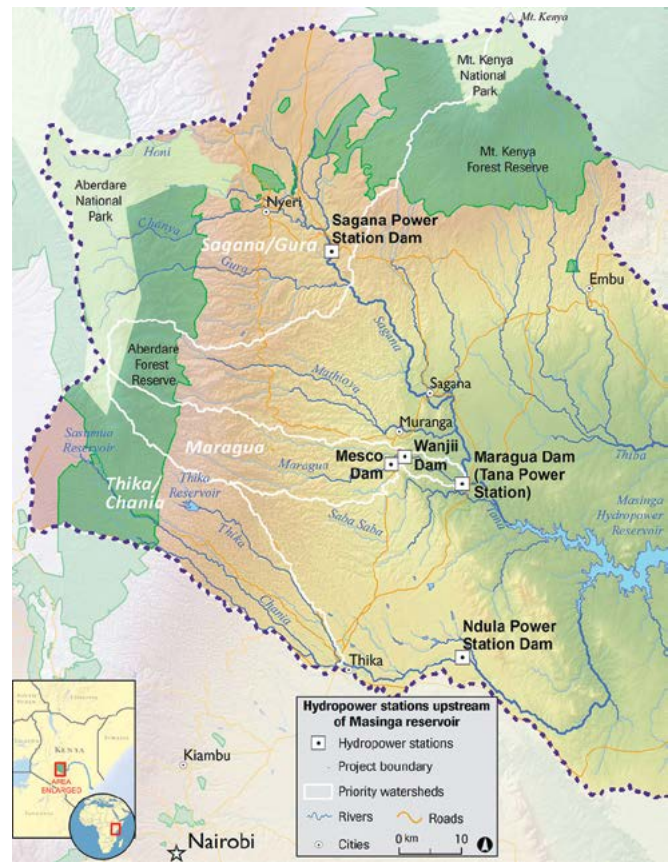 Mt. Kenya
Mt. Kenya
National
Park
Mt. Kenya
Forest Reserve
Honi
Aberdare
National
Park
Nyeri
Chanya
Sagana/Gura
Sagana Power
Station Dam
Gura
Embu
Aberdare
Forest
Reserve
Sagana
Mathioya
Sagana
Muranga
Sasumua
Reservoir
Maragua
Mesco
Dam
Wanjii
Dam
Maragua Dam
(Tana Power
Station)
Thiba
Maragua
Thika/
Chania
Thika
Reservoir
Masinga
Hydropower
Reservoir
Tana
Saba Saba
Thika
Chania
Ndula Power
Station Dam
Thika
Hydropower stations upstream
of Masinga reservoir
Hydropower stations
Project boundary
Priority watersheds
Rivers
Roads
Cities
0 km 10
KENYA
AREA
ENLARGED
Kiambu
Nairobi